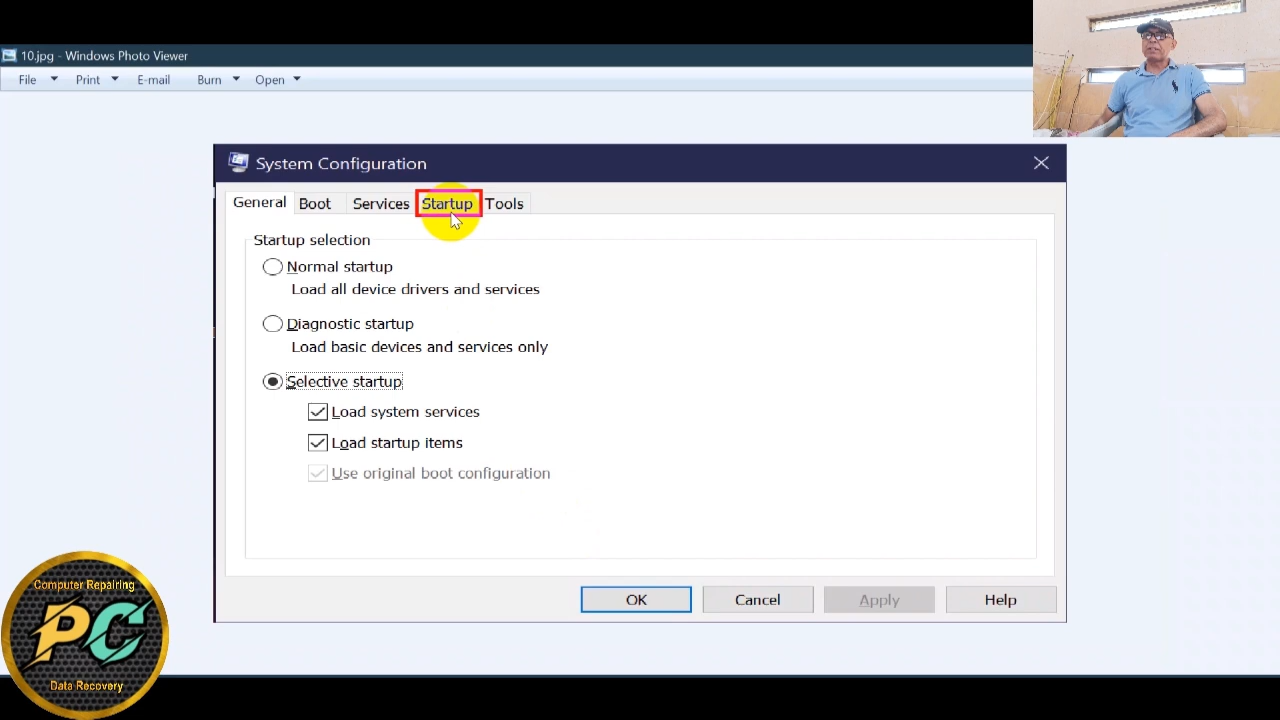 10.jpg - Windows Photo Viewer
File Print E-mail Burn Open
System Configuration
General Boot Services Startup Tools
Startup selection
Normal startup
Load all device drivers and services
Diagnostic startup
Load basic devices and services only
Selective startup
Load system services
Load startup items
Use original boot configuration
OK Cancel Apply Help
Computer Repairing
PC
Data Recovery